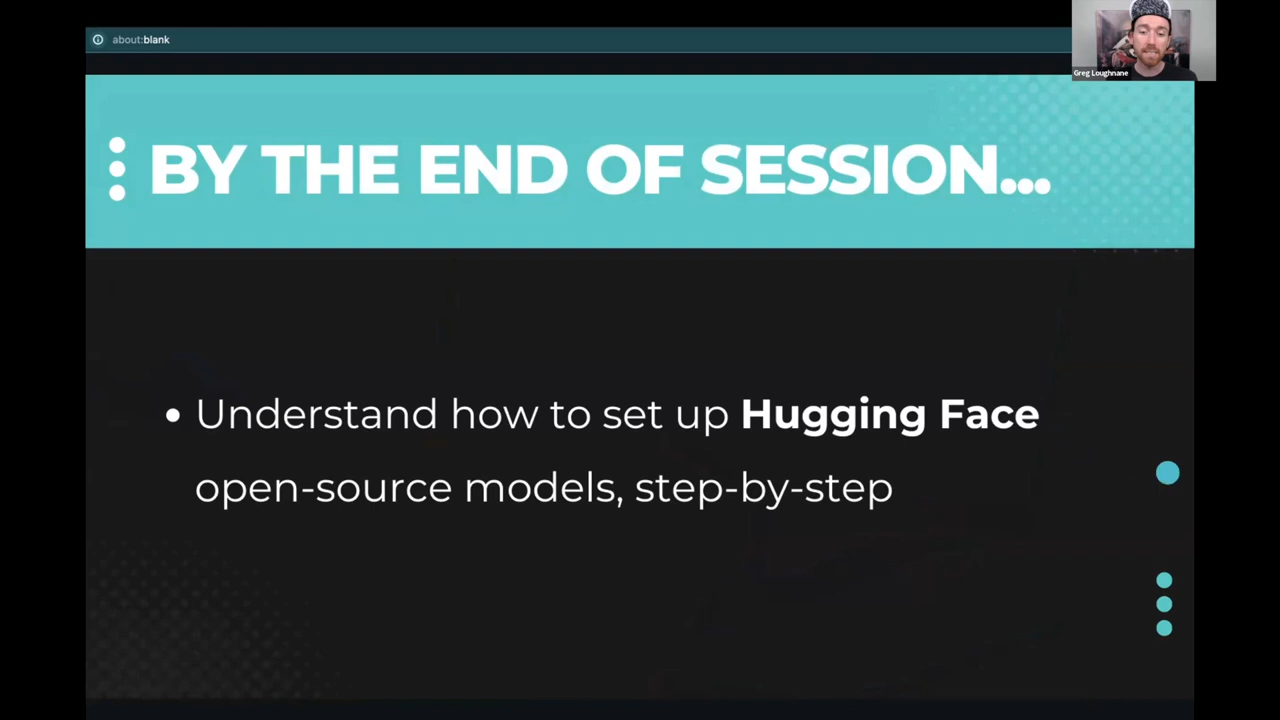 about:blank
Greg Loughnane
BY THE END OF SESSION...
• Understand how to set up Hugging Face
open-source models, step-by-step